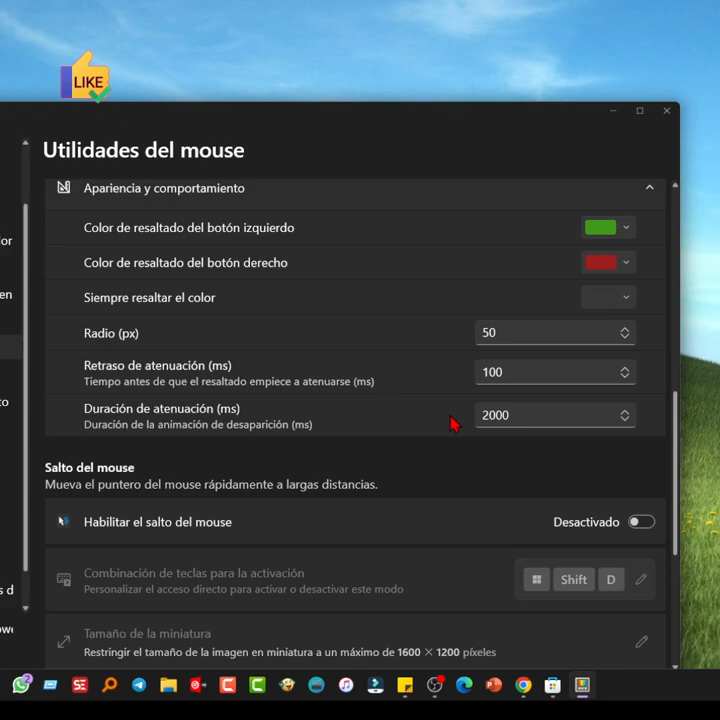 LIKE
Utilidades del mouse
Apariencia y comportamiento
Color de resaltado del botón izquierdo
or
Color de resaltado del botón derecho
en
Siempre resaltar el color
Radio (px) 50
Retraso de atenuación (ms)
Tiempo antes de que el resaltado empiece a atenuarse (ms)
100
to
Duración de atenuación (ms)
Duración de la animación de desaparición (ms)
2000
Salto del mouse
Mueva el puntero del mouse rápidamente a largas distancias.
Habilitar el salto del mouse Desactivado
Combinación de teclas para la activación
Personalizar el acceso directo para activar o desactivar este modo
Shift D
s d
Tamaño de la miniatura
Restringir el tamaño de la imagen en miniatura a un máximo de 1600 × 1200 píxeles
2
SE